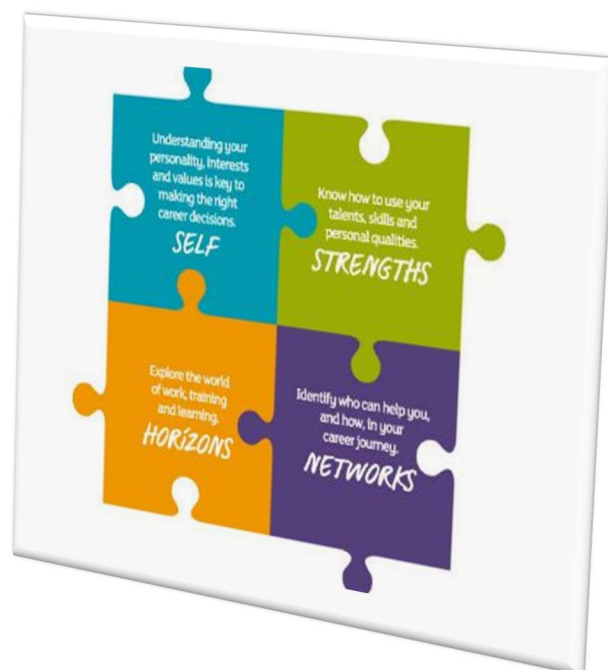 Understanding your
personality, interests
and values is key to
making the right
career decisions.
SELF
Know how to use your
talents, skills and
personal qualities.
STRENGTHS
Explore the world
of work, training
and learning.
HORIZONS
Identify who can help you,
and how, in your
career journey.
NETWORKS